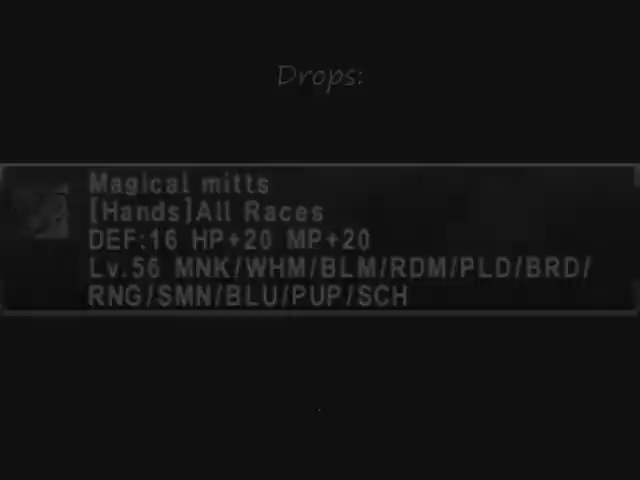 Drops:
Magical mitts
[Hands]All Races
DEF:16 HP+20 MP+20
Lv.56 MNK/WHM/BLM/RDM/PLD/BRD/
RNG/SMN/BLU/PUP/SCH